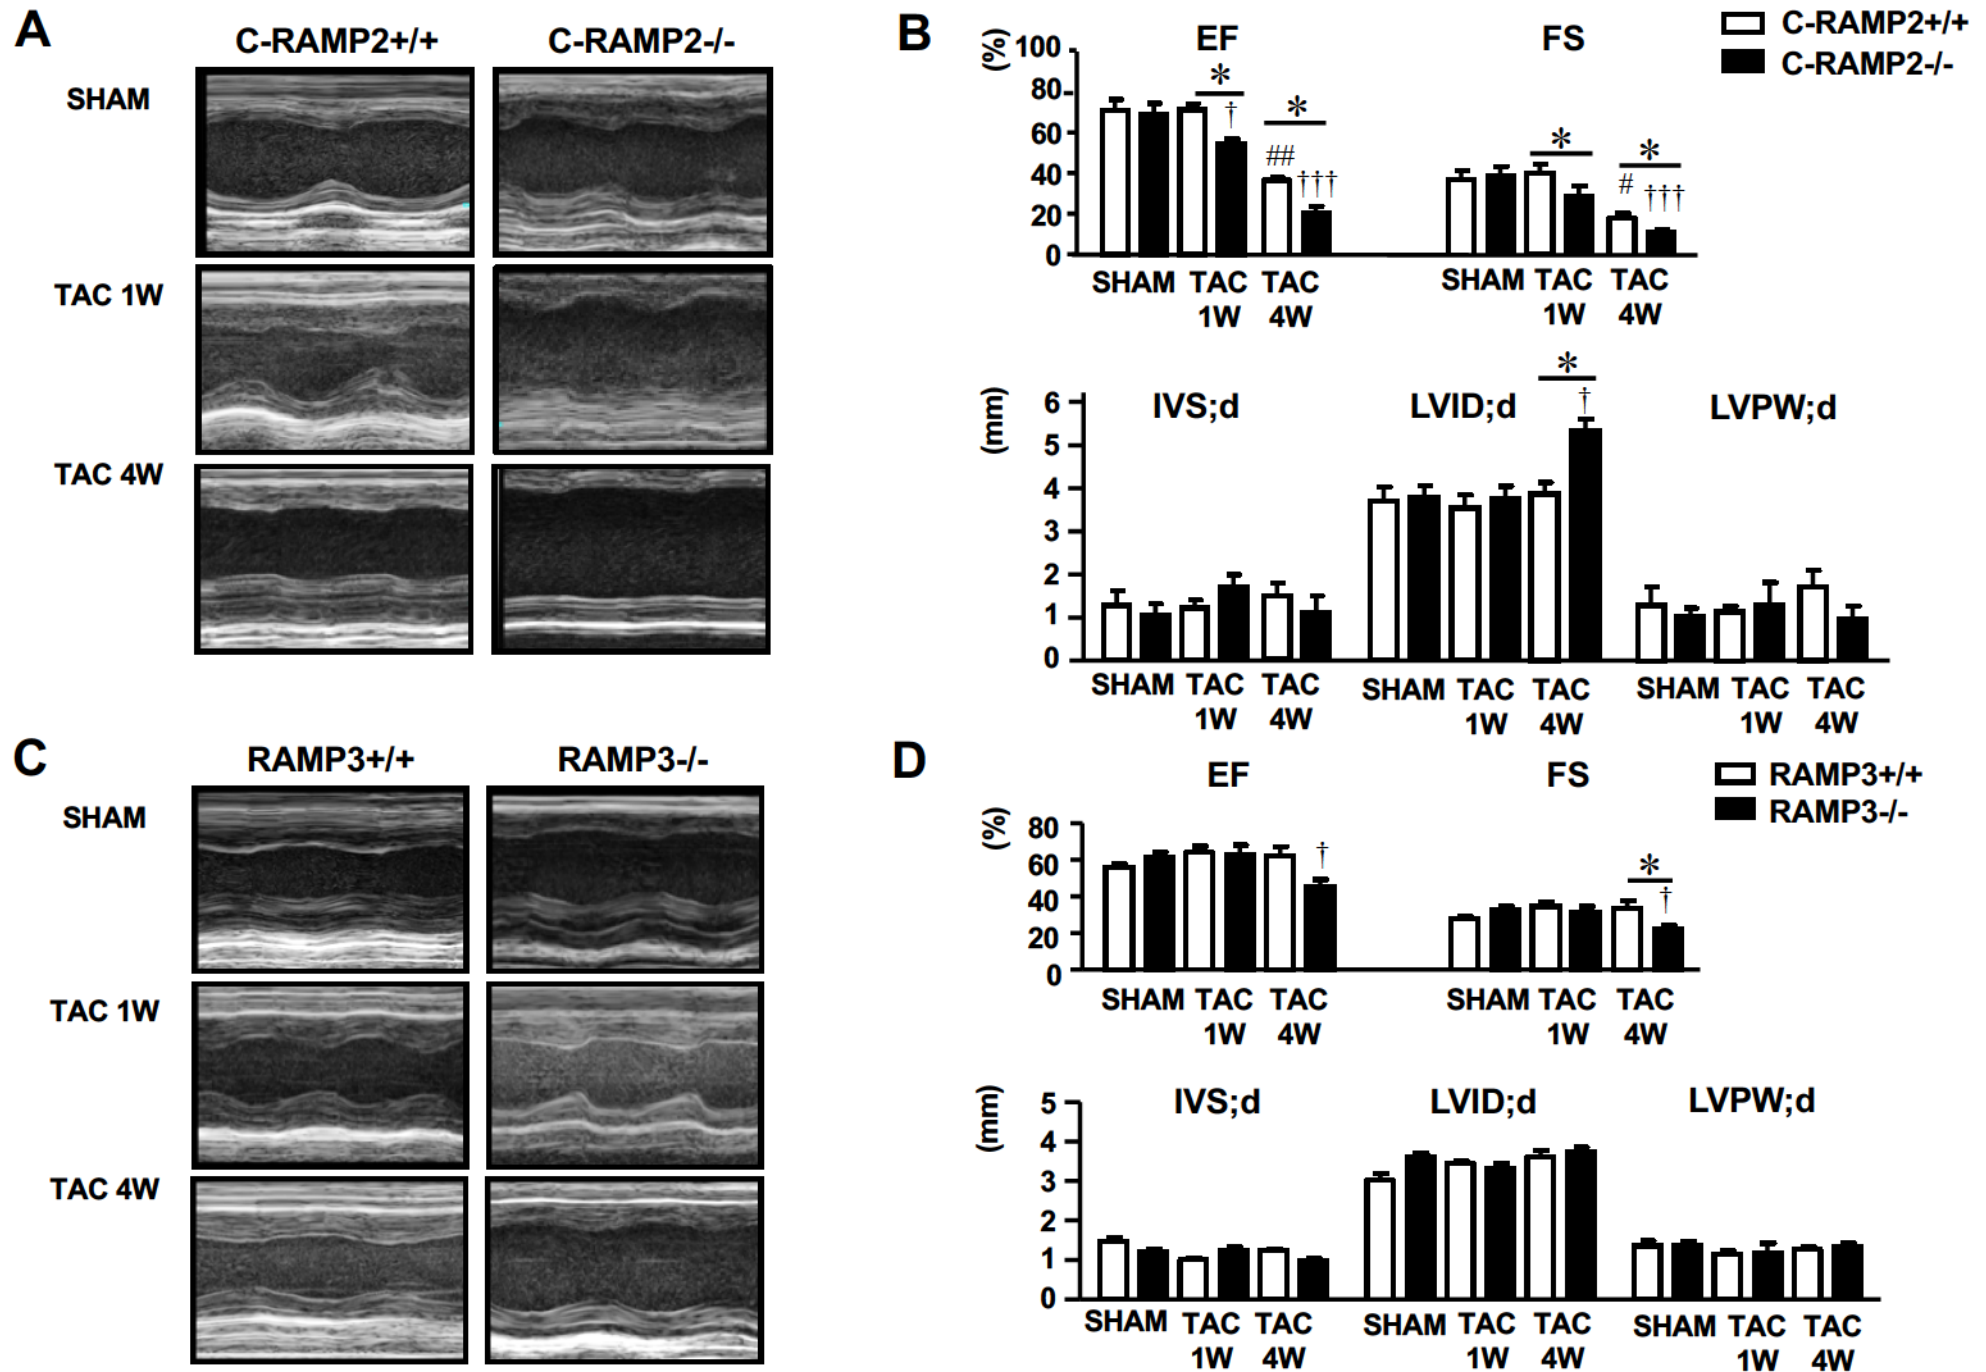 A
C-RAMP2+/+ C-RAMP2-/-
SHAM
TAC 1W
TAC 4W
B
C-RAMP2+/+
C-RAMP2-/-
EF FS
(%)
100
80
60
40
20
0
*
†
*
##
†††
*
*
#
†††
SHAM TAC TAC SHAM TAC TAC
1W 4W 1W 4W
(mm)
IVS;d LVID;d LVPW;d
6
5
4
3
2
1
0
*
†
SHAM TAC TAC SHAM TAC TAC SHAM TAC TAC
1W 4W 1W 4W 1W 4W
C
RAMP3+/+ RAMP3-/-
SHAM
TAC 1W
TAC 4W
D
RAMP3+/+
RAMP3-/-
EF FS
(%)
80
60
40
20
0
†
*
†
SHAM TAC TAC SHAM TAC TAC
1W 4W 1W 4W
(mm)
IVS;d LVID;d LVPW;d
5
4
3
2
1
0
SHAM TAC TAC SHAM TAC TAC SHAM TAC TAC
1W 4W 1W 4W 1W 4W